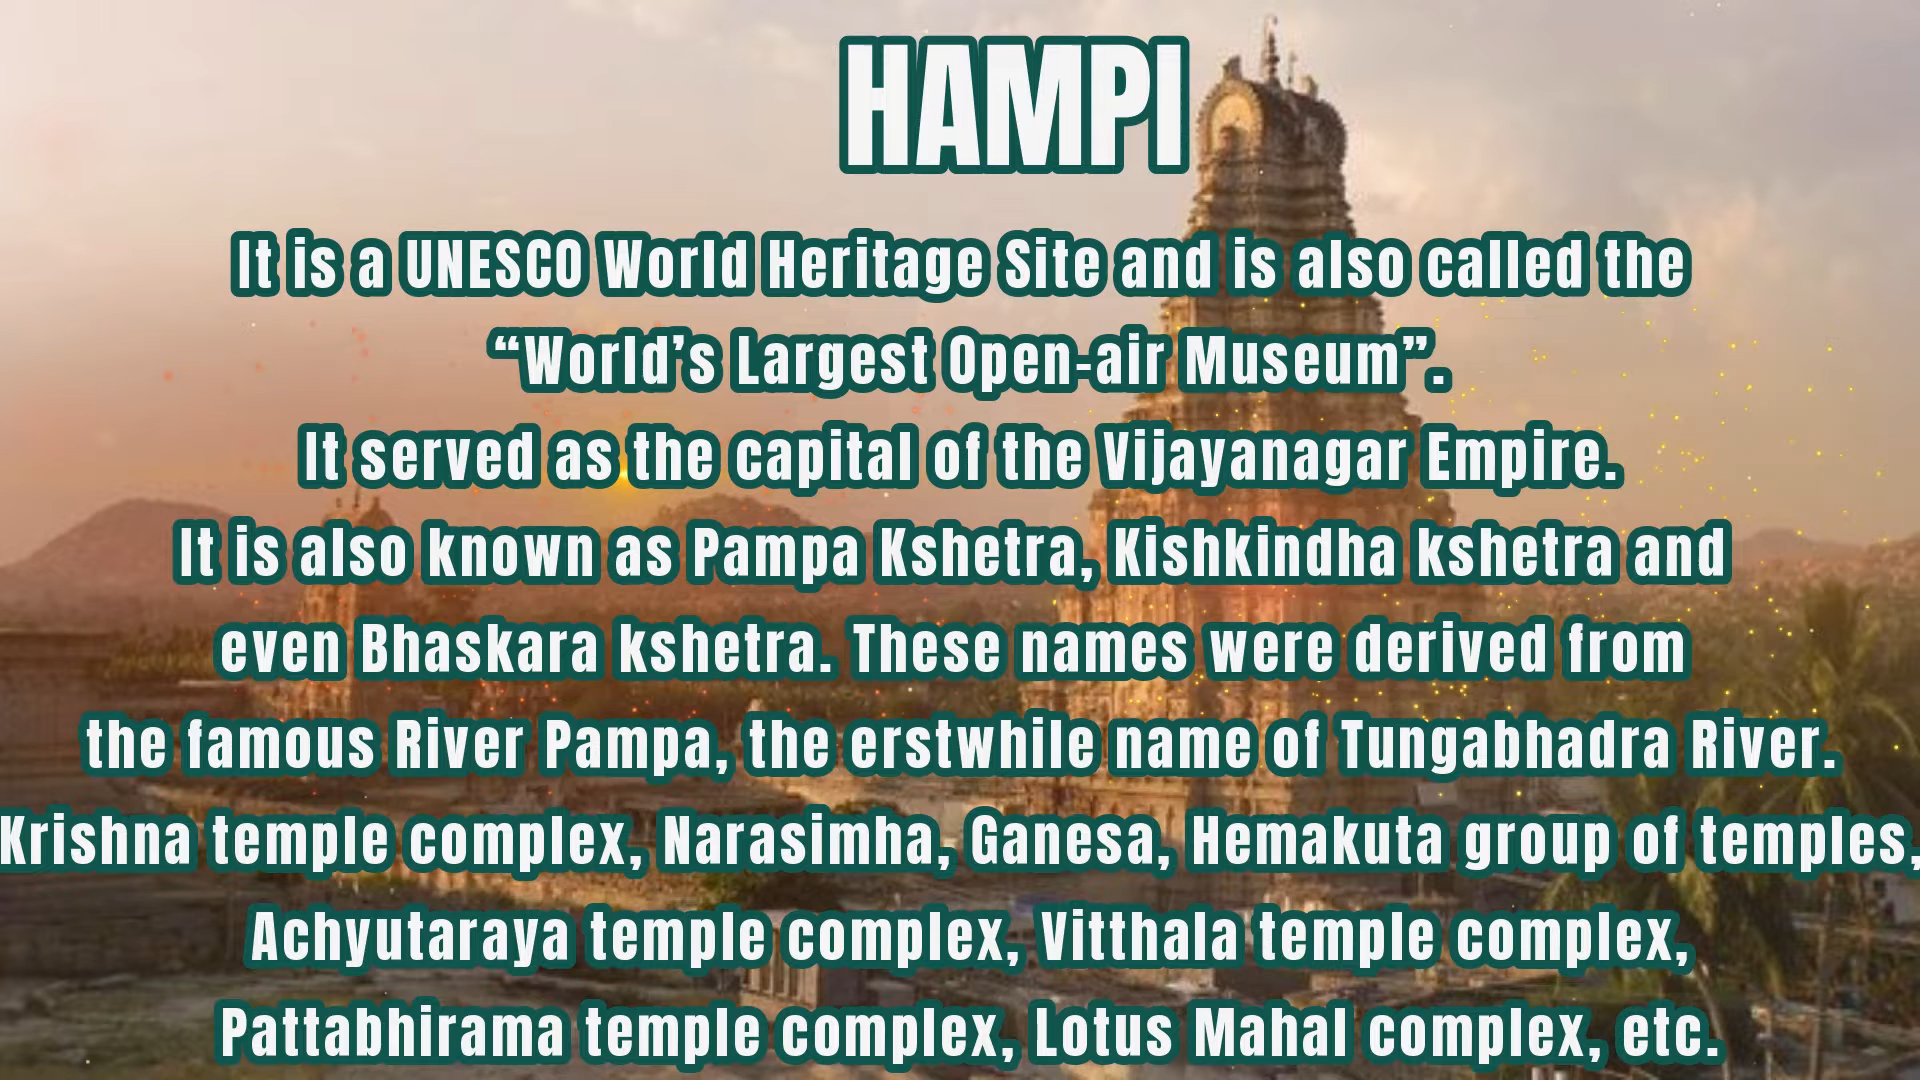 HAMPI
It is a UNESCO World Heritage Site and is also called the
“World’s Largest Open-air Museum”.
It served as the capital of the Vijayanagar Empire.
It is also known as Pampa Kshetra, Kishkindha kshetra and
even Bhaskara kshetra. These names were derived from
the famous River Pampa, the erstwhile name of Tungabhadra River.
Krishna temple complex, Narasimha, Ganesa, Hemakuta group of temples,
Achyutaraya temple complex, Vitthala temple complex,
Pattabhirama temple complex, Lotus Mahal complex, etc.